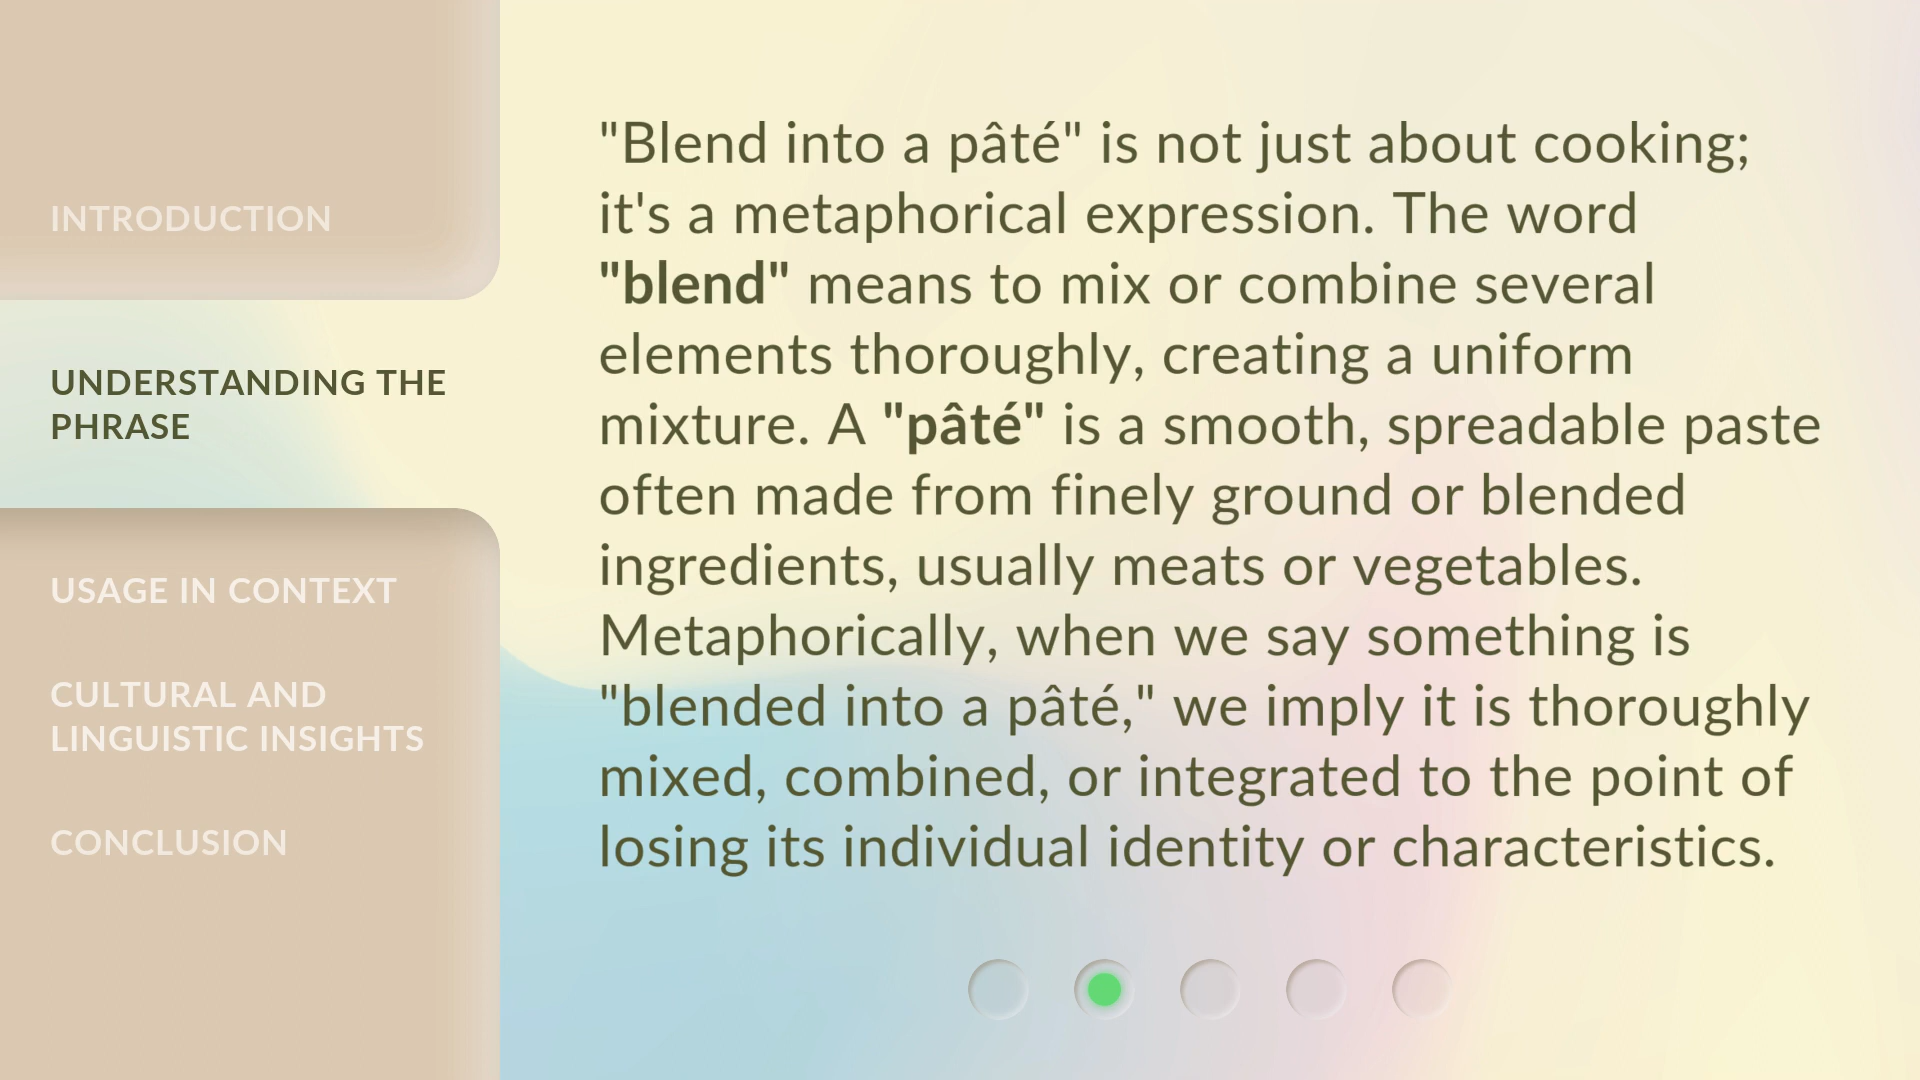 INTRODUCTION
UNDERSTANDING THE
PHRASE
USAGE IN CONTEXT
CULTURAL AND
LINGUISTIC INSIGHTS
CONCLUSION
"Blend into a pâté" is not just about cooking;
it's a metaphorical expression. The word
"blend" means to mix or combine several
elements thoroughly, creating a uniform
mixture. A "pâté" is a smooth, spreadable paste
often made from finely ground or blended
ingredients, usually meats or vegetables.
Metaphorically, when we say something is
"blended into a pâté," we imply it is thoroughly
mixed, combined, or integrated to the point of
losing its individual identity or characteristics.